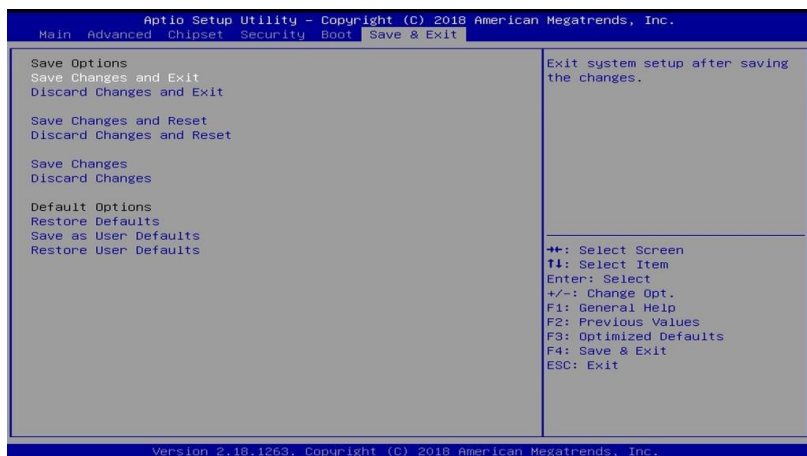 Aptio Setup Utility – Copyright (C) 2018 American Megatrends, Inc.
Main Advanced Chipset Security Boot Save & Exit
Save Options
Save Changes and Exit
Discard Changes and Exit
Save Changes and Reset
Discard Changes and Reset
Save Changes
Discard Changes
Default Options
Restore Defaults
Save as User Defaults
Restore User Defaults
Exit system setup after saving
the changes.
→←: Select Screen
↑↓: Select Item
Enter: Select
+/-: Change Opt.
F1: General Help
F2: Previous Values
F3: Optimized Defaults
F4: Save & Exit
ESC: Exit
Version 2.18.1263. Copyright (C) 2018 American Megatrends, Inc.